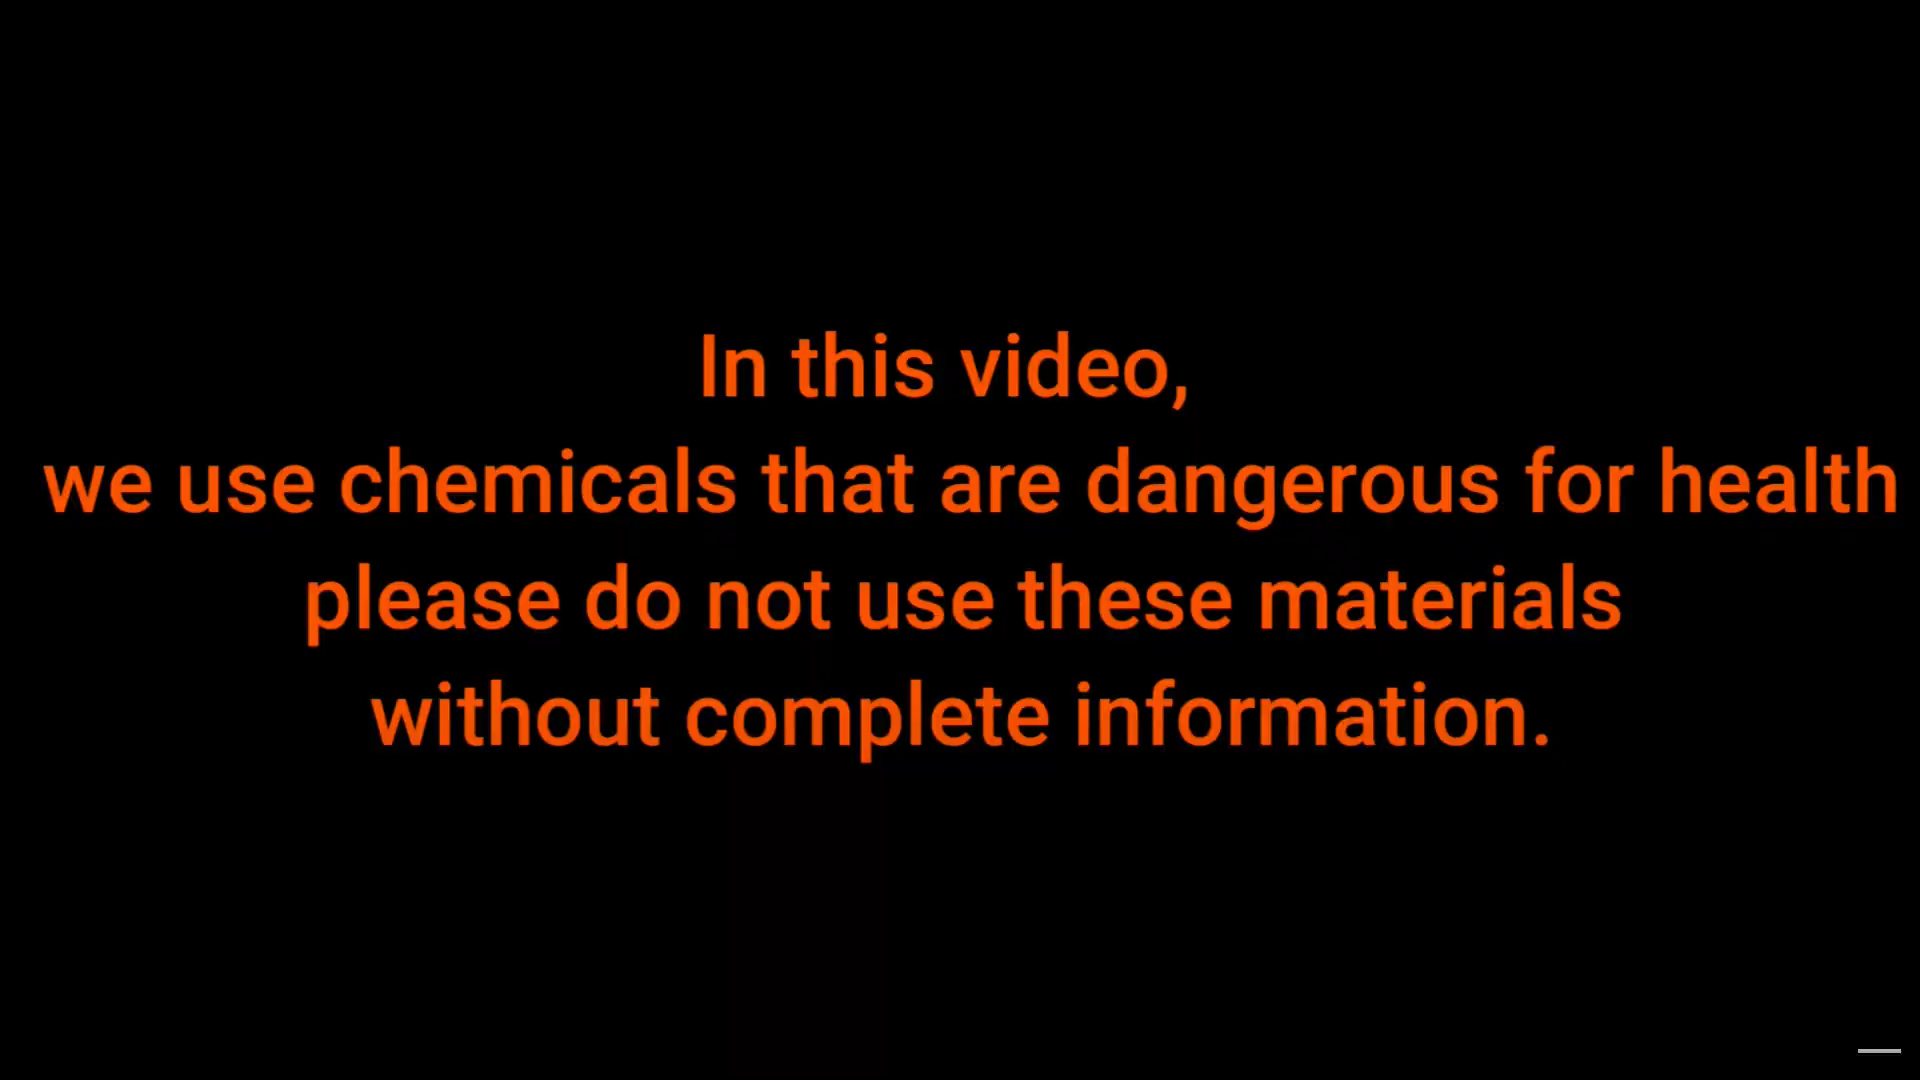 In this video,
we use chemicals that are dangerous for health
please do not use these materials
without complete information.